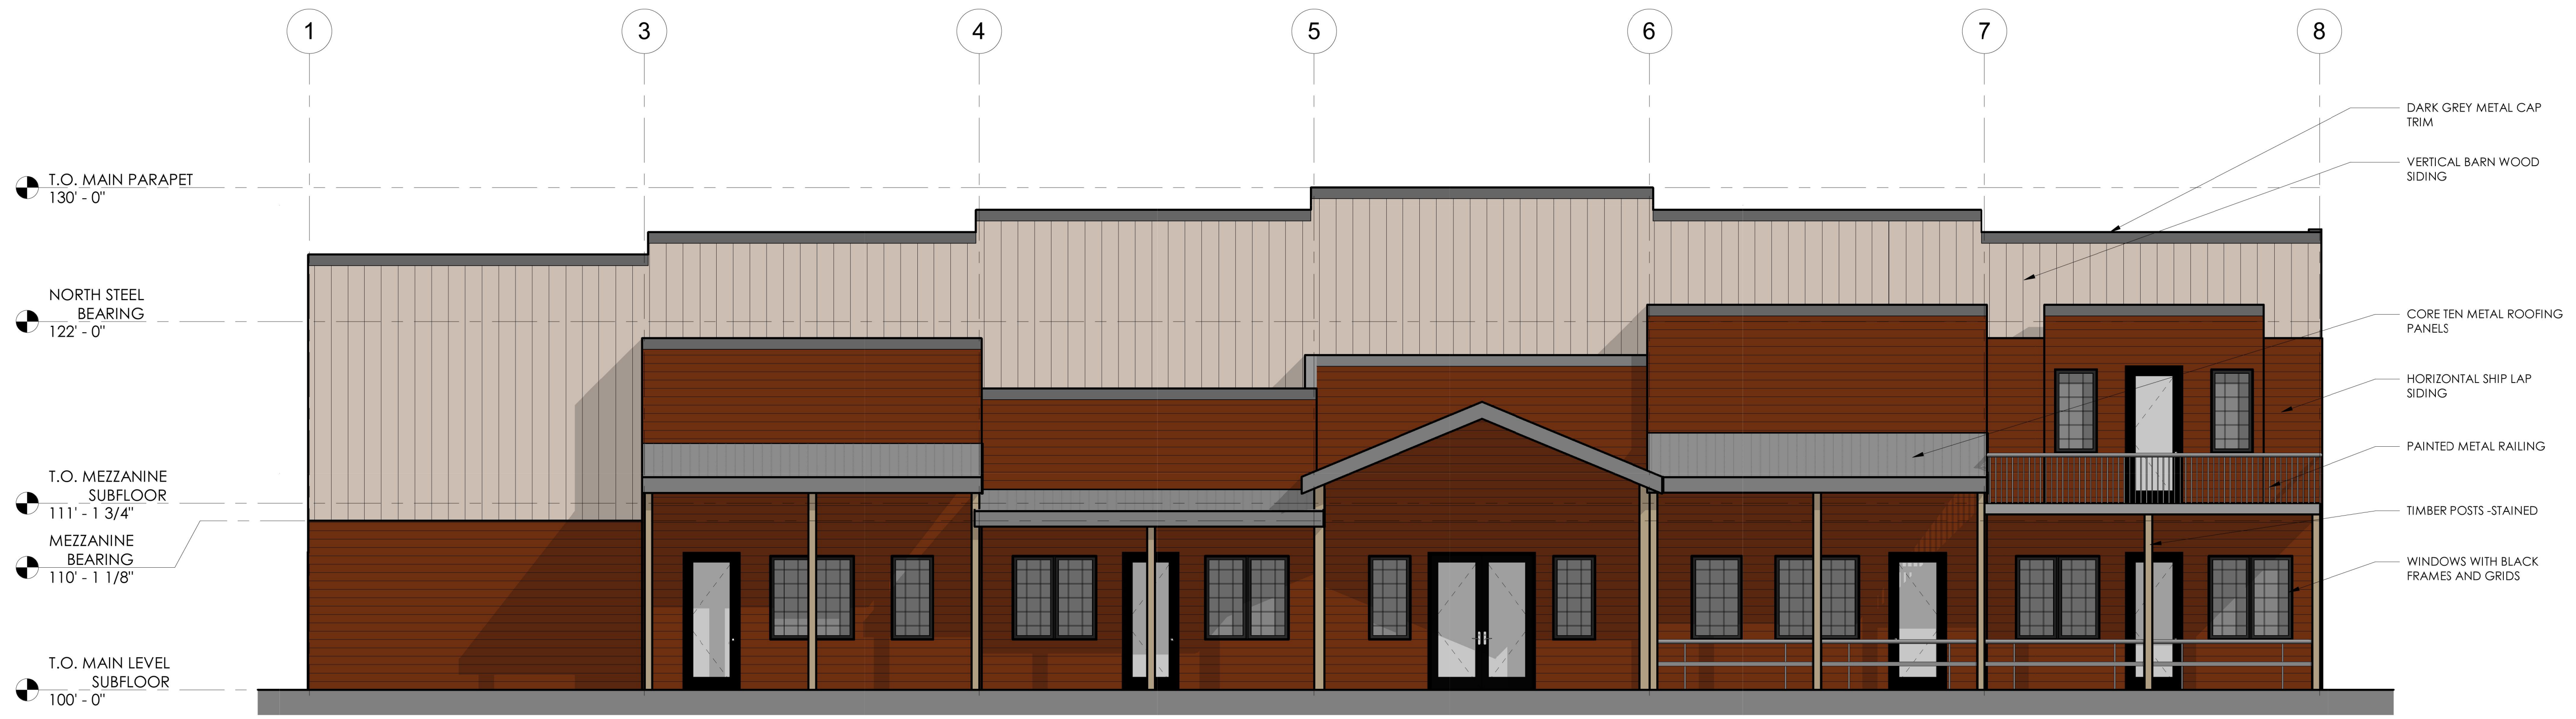 1
3
4
5
6
7
8
T.O. MAIN PARAPET
130' - 0"
NORTH STEEL
BEARING
122' - 0"
T.O. MEZZANINE
SUBFLOOR
111' - 1 3/4"
MEZZANINE
BEARING
110' - 1 1/8"
T.O. MAIN LEVEL
SUBFLOOR
100' - 0"
DARK GREY METAL CAP
TRIM
VERTICAL BARN WOOD
SIDING
CORE TEN METAL ROOFING
PANELS
HORIZONTAL SHIP LAP
SIDING
PAINTED METAL RAILING
TIMBER POSTS -STAINED
WINDOWS WITH BLACK
FRAMES AND GRIDS